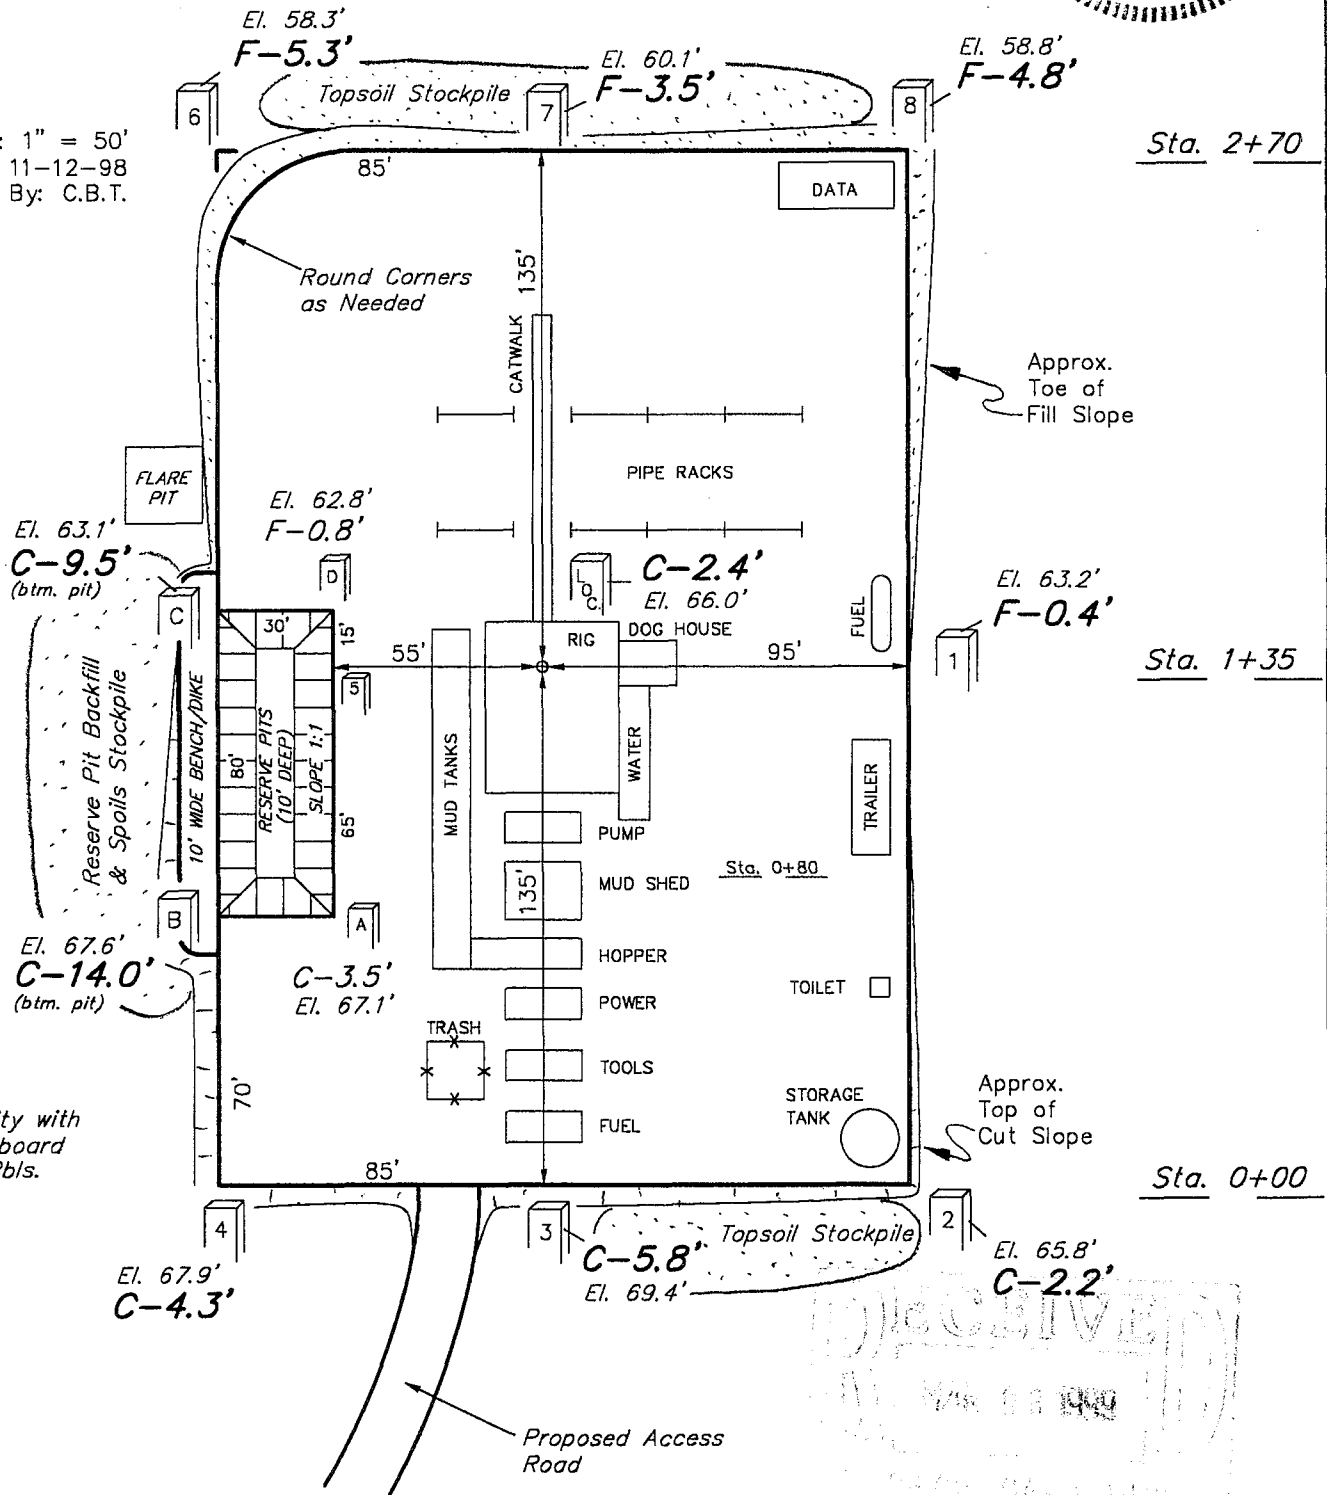 El. 58.3'
F-5.3'
El. 60.1'
F-3.5'
El. 58.8'
F-4.8'
6
Topsoil Stockpile
7
8
: 1" = 50'
11-12-98
By: C.B.T.
Sta. 2+70
85'
DATA
135'
Round Corners
as Needed
CATWALK
Approx.
Toe of
Fill Slope
PIPE RACKS
FLARE
PIT
El. 62.8'
F-0.8'
El. 63.1'
C-9.5'
(btm. pit)
D
LOC.
C-2.4'
El. 66.0'
El. 63.2'
F-0.4'
C
FUEL
30'
15'
RIG
DOG HOUSE
1
55'
95'
Sta. 1+35
5
Reserve Pit Backfill
& Spoils Stockpile
10' WIDE BENCH/DIKE
80'
RESERVE PITS
(10' DEEP)
SLOPE 1:1
65'
MUD TANKS
WATER
TRAILER
PUMP
135'
MUD SHED
Sta. 0+80
B
A
El. 67.6'
C-14.0'
(btm. pit)
C-3.5'
El. 67.1'
HOPPER
TOILET
POWER
TRASH
TOOLS
70'
STORAGE
TANK
Approx.
Top of
Cut Slope
FUEL
ty with
board
bls.
85'
Sta. 0+00
4
3
2
Topsoil Stockpile
C-5.8'
El. 69.4'
El. 65.8'
C-2.2'
El. 67.9'
C-4.3'
1999
Proposed Access
Road